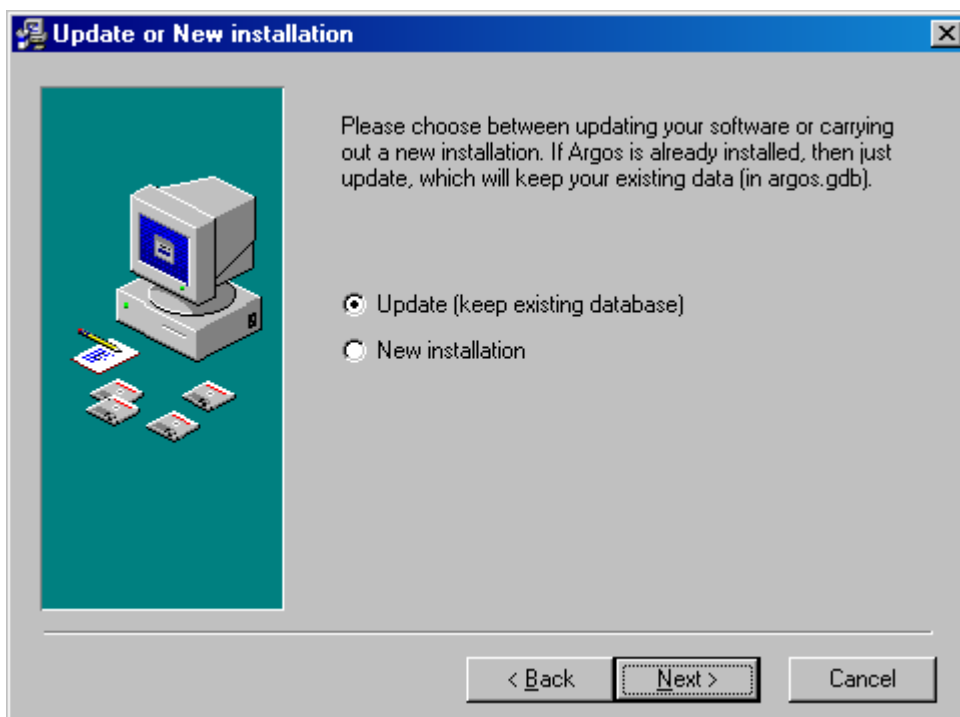 Update or New installation
Please choose between updating your software or carrying
out a new installation. If Argos is already installed, then just
update, which will keep your existing data (in argos.gdb).
Update (keep existing database)
New installation
< Back
Next >
Cancel